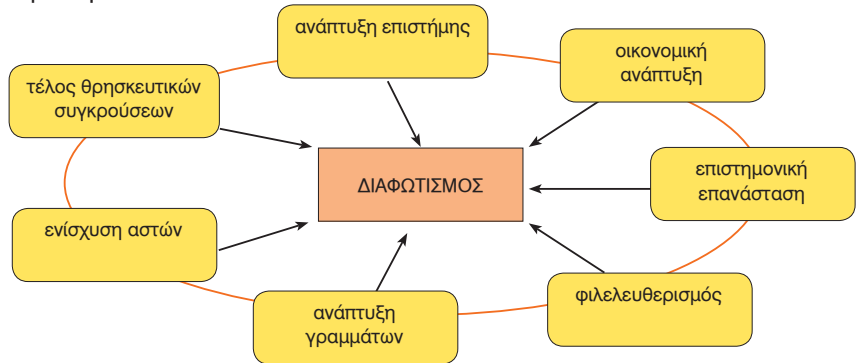 ανάπτυξη επιστήμης
οικονομική
ανάπτυξη
τέλος θρησκευτικών
συγκρούσεων
ΔΙΑΦΩΤΙΣΜΟΣ
επιστημονική
επανάσταση
ενίσχυση αστών
φιλελευθερισμός
ανάπτυξη
γραμμάτων